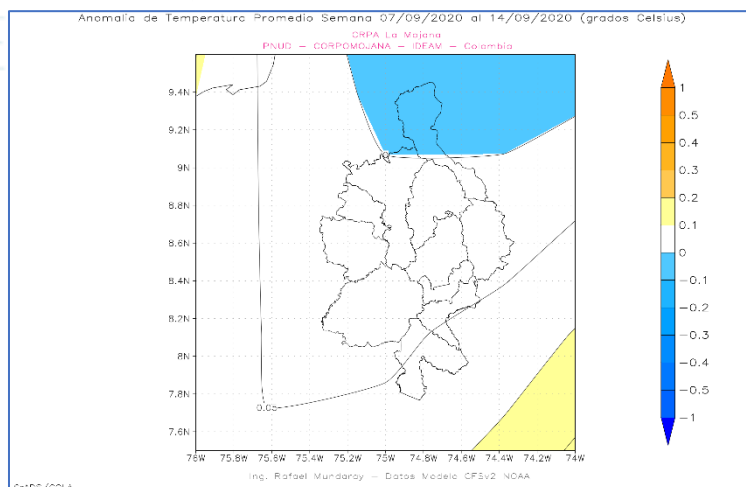 Anomalía de Temperatura Promedio Semana 07/09/2020 al 14/09/2020 (grados Celsius)
CRPA La Mojana
PNUD – CORPOMOJANA – IDEAM – Colombia
9.4N
9.2N
9N
8.8N
8.6N
8.4N
8.2N
8N
7.8N
7.6N
0.05
76W 75.8W 75.6W 75.4W 75.2W 75W 74.8W 74.6W 74.4W 74.2W 74W
1
0.5
0.4
0.3
0.2
0.1
0
−0.1
−0.2
−0.3
−0.4
−0.5
−1
Ing. Rafael Mundaray – Datos Modelo CFSv2 NOAA